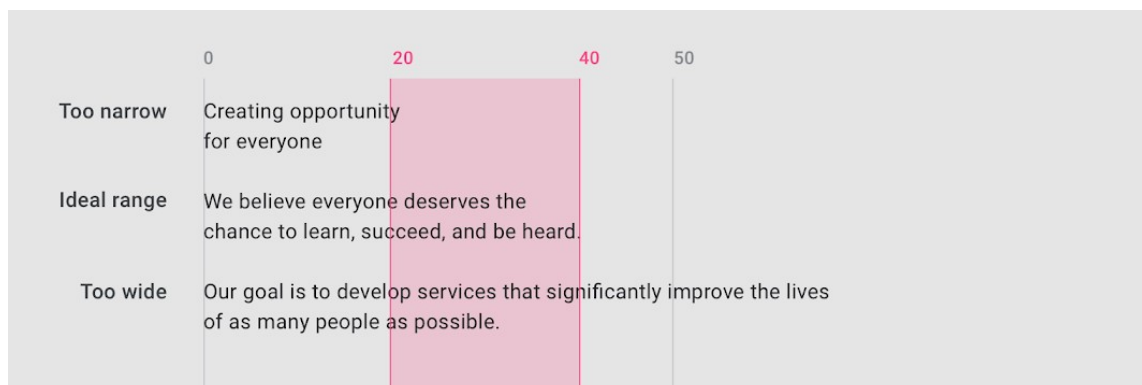 0 20 40 50
Too narrow Creating opportunity
for everyone
Ideal range We believe everyone deserves the
chance to learn, succeed, and be heard.
Too wide Our goal is to develop services that significantly improve the lives
of as many people as possible.